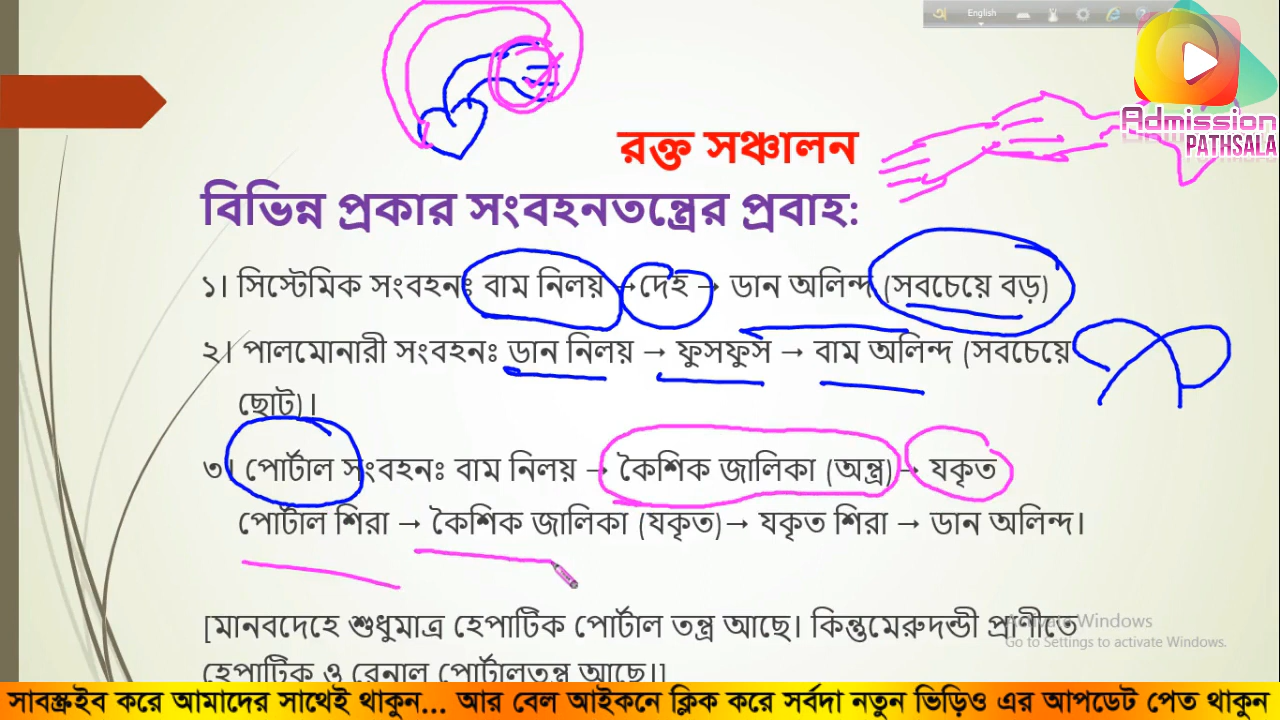 English
Admission
PATHSALA
রক্ত সঞ্চালন
বিভিন্ন প্রকার সংবহনতন্ত্রের প্রবাহ:
১। সিস্টেমিক সংবহনঃ বাম নিলয় →দেহ → ডান অলিন্দ (সবচেয়ে বড়)
২। পালমোনারী সংবহনঃ ডান নিলয় → ফুসফুস → বাম অলিন্দ (সবচেয়ে
ছোট)।
৩। পোর্টাল সংবহনঃ বাম নিলয় → কৈশিক জালিকা (অন্ত্র)→ যকৃত
পোর্টাল শিরা → কৈশিক জালিকা (যকৃত)→ যকৃত শিরা → ডান অলিন্দ।
[মানবদেহে শুধুমাত্র হেপাটিক পোর্টাল তন্ত্র আছে। কিন্তুমেরুদন্ডী প্রাণীতে
হেপাটিক ও রেনাল পোর্টালতন্ত্র আছে।]
Activate Windows
Go to Settings to activate Windows.
সাবস্ক্রইব করে আমাদের সাথেই থাকুন... আর বেল আইকনে ক্লিক করে সর্বদা নতুন ভিড়িও এর আপডেট পেত থাকুন